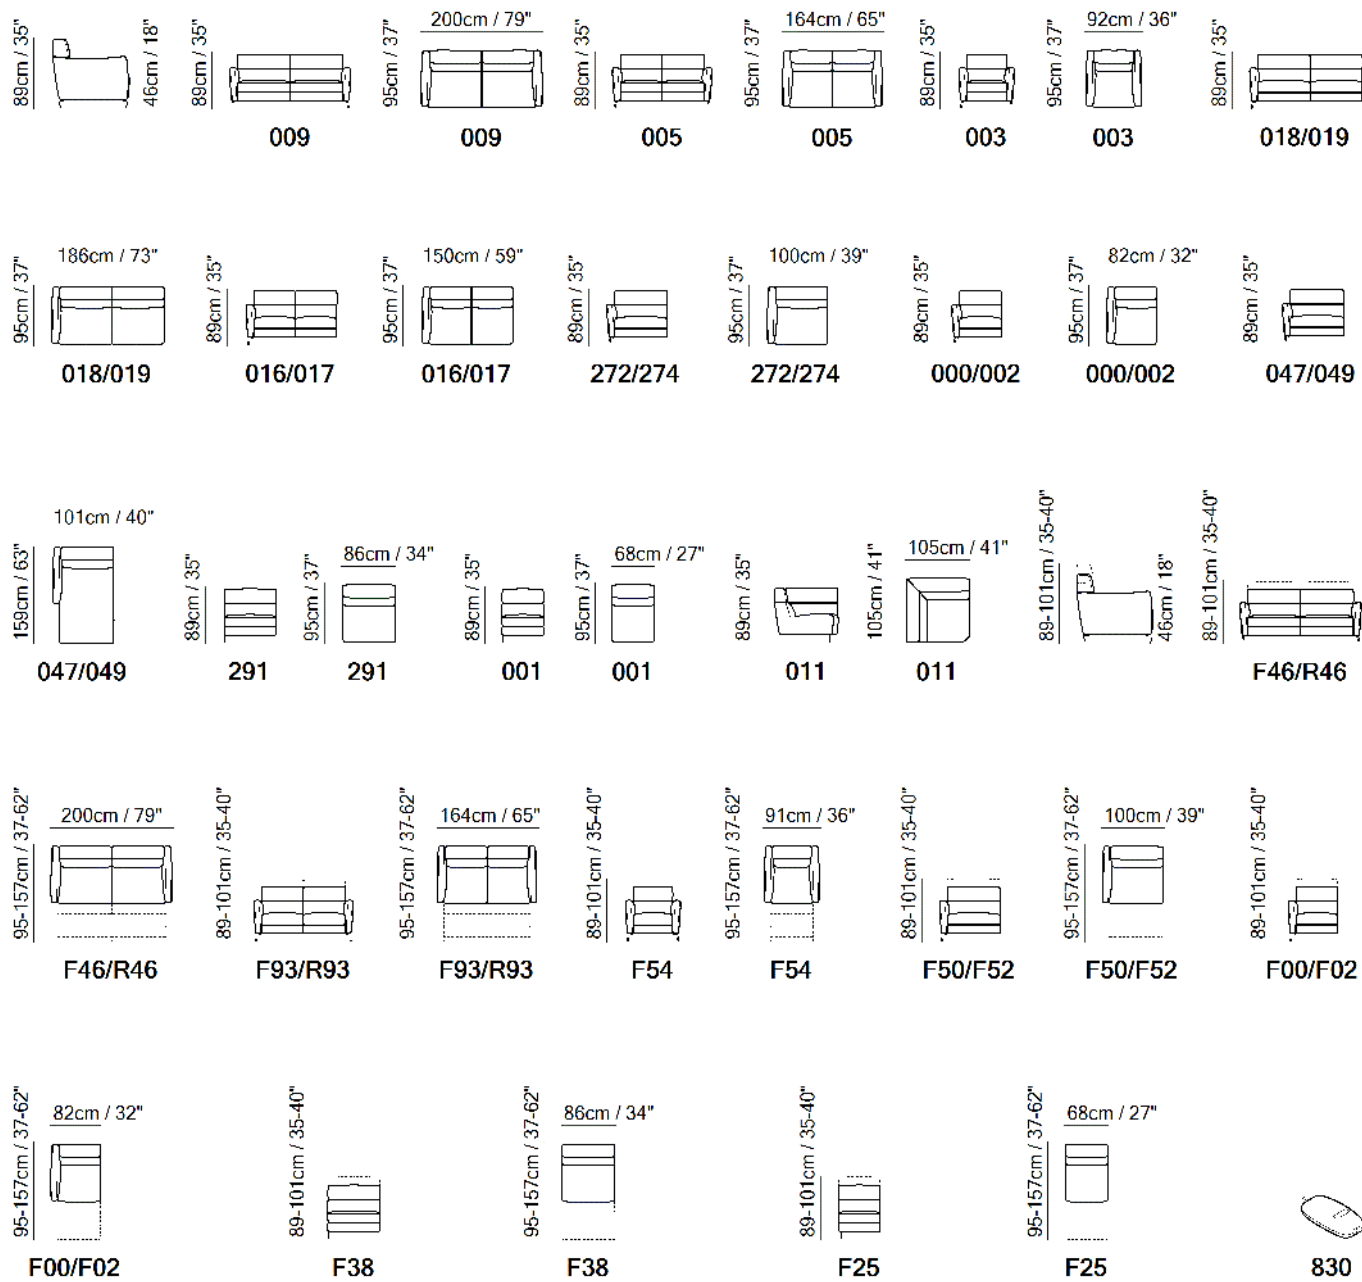 89cm / 35"
46cm / 18"
89cm / 35"
009
95cm / 37"
200cm / 79"
009
89cm / 35"
005
95cm / 37"
164cm / 65"
005
89cm / 35"
003
95cm / 37"
92cm / 36"
003
89cm / 35"
018/019
95cm / 37"
186cm / 73"
018/019
89cm / 35"
016/017
95cm / 37"
150cm / 59"
016/017
89cm / 35"
272/274
95cm / 37"
100cm / 39"
272/274
89cm / 35"
000/002
95cm / 37"
82cm / 32"
000/002
89cm / 35"
047/049
159cm / 63"
101cm / 40"
047/049
89cm / 35"
291
95cm / 37"
86cm / 34"
291
89cm / 35"
001
95cm / 37"
68cm / 27"
001
89cm / 35"
011
105cm / 41"
105cm / 41"
011
89-101cm / 35-40"
46cm / 18"
89-101cm / 35-40"
F46/R46
95-157cm / 37-62"
200cm / 79"
F46/R46
89-101cm / 35-40"
F93/R93
95-157cm / 37-62"
164cm / 65"
F93/R93
89-101cm / 35-40"
F54
95-157cm / 37-62"
91cm / 36"
F54
89-101cm / 35-40"
F50/F52
95-157cm / 37-62"
100cm / 39"
F50/F52
89-101cm / 35-40"
F00/F02
95-157cm / 37-62"
82cm / 32"
F00/F02
89-101cm / 35-40"
F38
95-157cm / 37-62"
86cm / 34"
F38
89-101cm / 35-40"
F25
95-157cm / 37-62"
68cm / 27"
F25
830